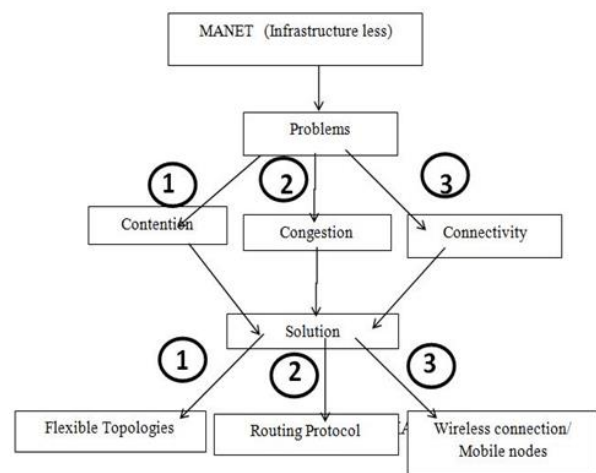 MANET (Infrastructure less)
Problems
1
2
3
Contention
Congestion
Connectivity
Solution
1
2
3
Flexible Topologies
Routing Protocol
Wireless connection/
Mobile nodes